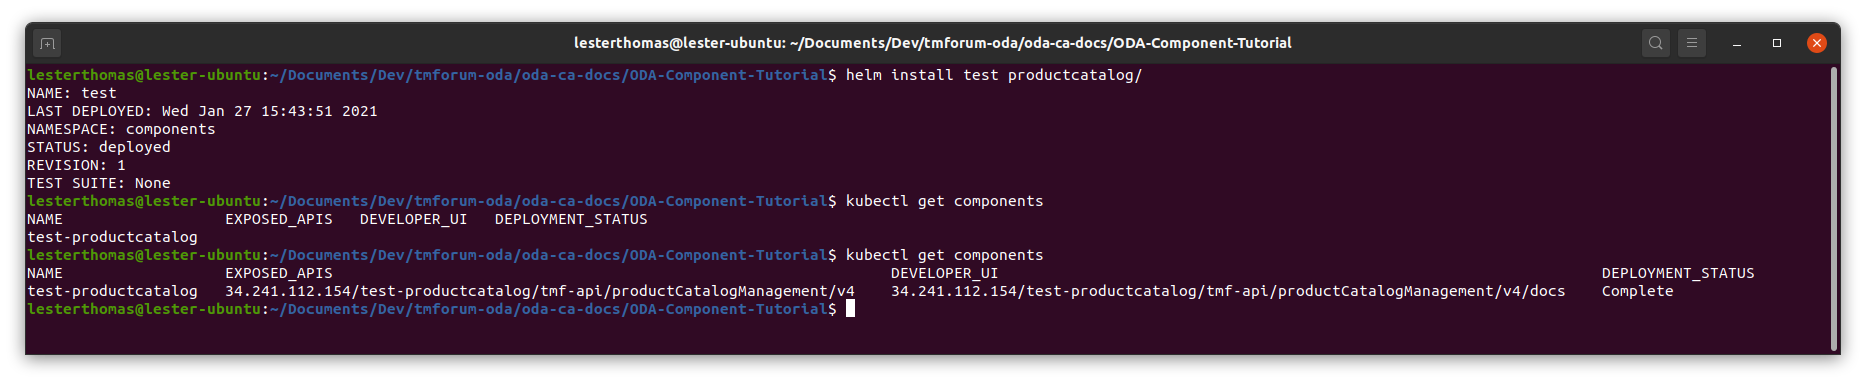 lesterthomas@lester-ubuntu: ~/Documents/Dev/tmforum-oda/oda-ca-docs/ODA-Component-Tutorial
lesterthomas@lester-ubuntu:~/Documents/Dev/tmforum-oda/oda-ca-docs/ODA-Component-Tutorial$ helm install test productcatalog/
NAME: test
LAST DEPLOYED: Wed Jan 27 15:43:51 2021
NAMESPACE: components
STATUS: deployed
REVISION: 1
TEST SUITE: None
lesterthomas@lester-ubuntu:~/Documents/Dev/tmforum-oda/oda-ca-docs/ODA-Component-Tutorial$ kubectl get components
NAME                  EXPOSED_APIS   DEVELOPER_UI   DEPLOYMENT_STATUS
test-productcatalog
lesterthomas@lester-ubuntu:~/Documents/Dev/tmforum-oda/oda-ca-docs/ODA-Component-Tutorial$ kubectl get components
NAME                  EXPOSED_APIS                                                              DEVELOPER_UI                                                                   DEPLOYMENT_STATUS
test-productcatalog   34.241.112.154/test-productcatalog/tmf-api/productCatalogManagement/v4    34.241.112.154/test-productcatalog/tmf-api/productCatalogManagement/v4/docs    Complete
lesterthomas@lester-ubuntu:~/Documents/Dev/tmforum-oda/oda-ca-docs/ODA-Component-Tutorial$